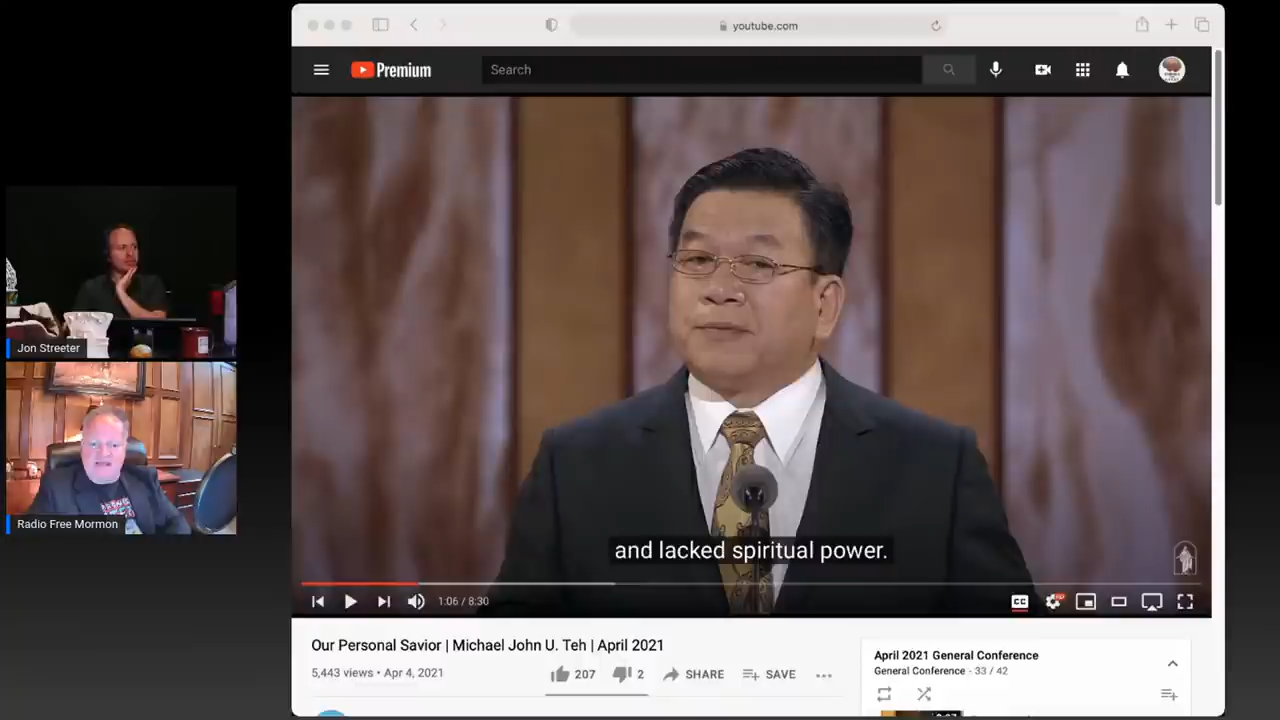 youtube.com
Premium
Search
Jon Streeter
Radio Free Mormon
and lacked spiritual power.
1:06 / 8:30
CC
Our Personal Savior | Michael John U. Teh | April 2021
5,443 views • Apr 4, 2021
207
2
SHARE
SAVE
April 2021 General Conference
General Conference - 33 / 42